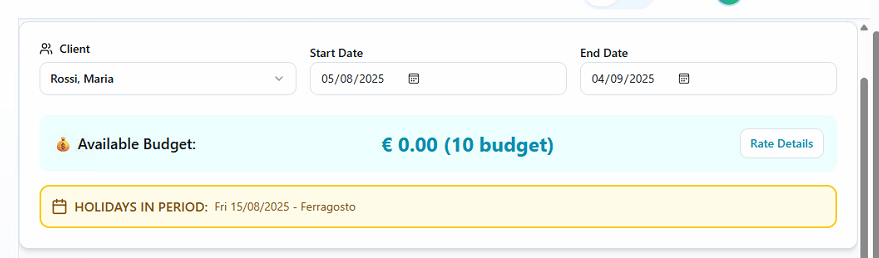 Client
Rossi, Maria
Start Date
05/08/2025
End Date
04/09/2025
Available Budget:
€ 0.00 (10 budget)
Rate Details
HOLIDAYS IN PERIOD: Fri 15/08/2025 - Ferragosto